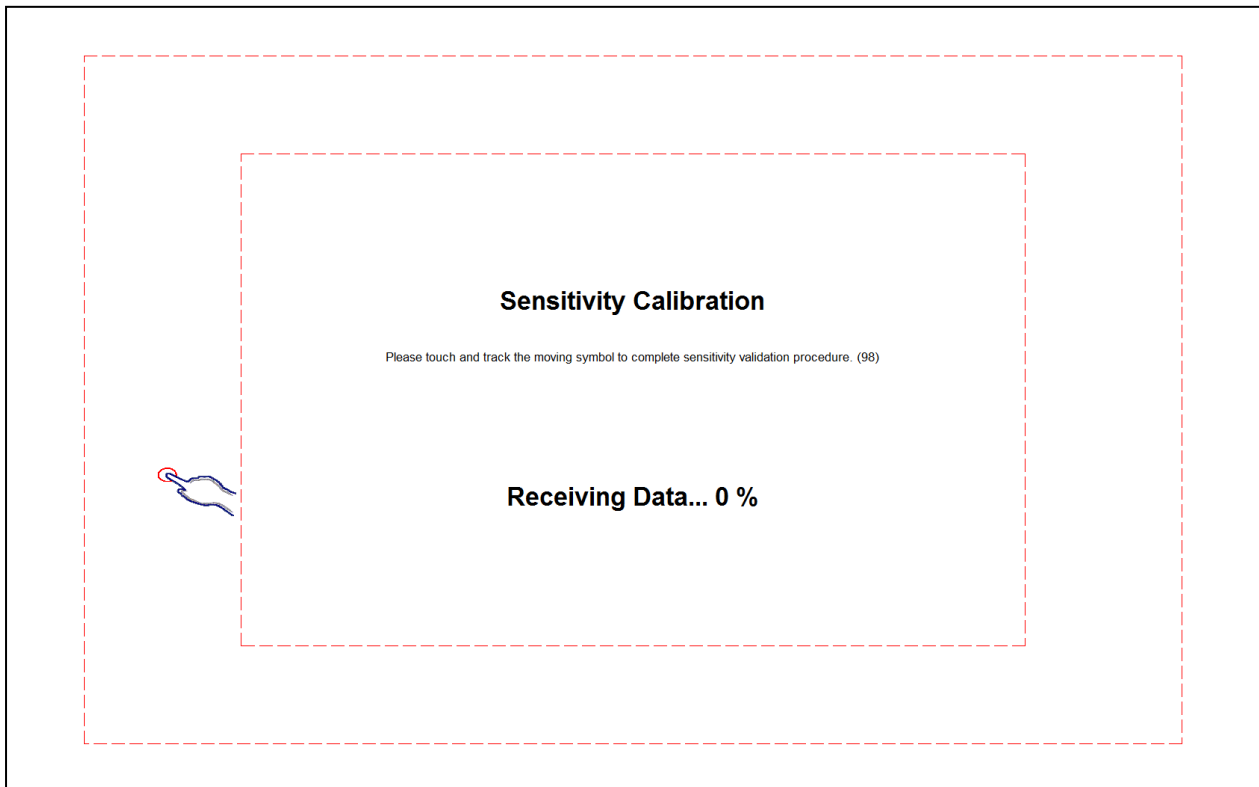 Sensitivity Calibration
Please touch and track the moving symbol to complete sensitivity validation procedure. (98)
Receiving Data... 0 %